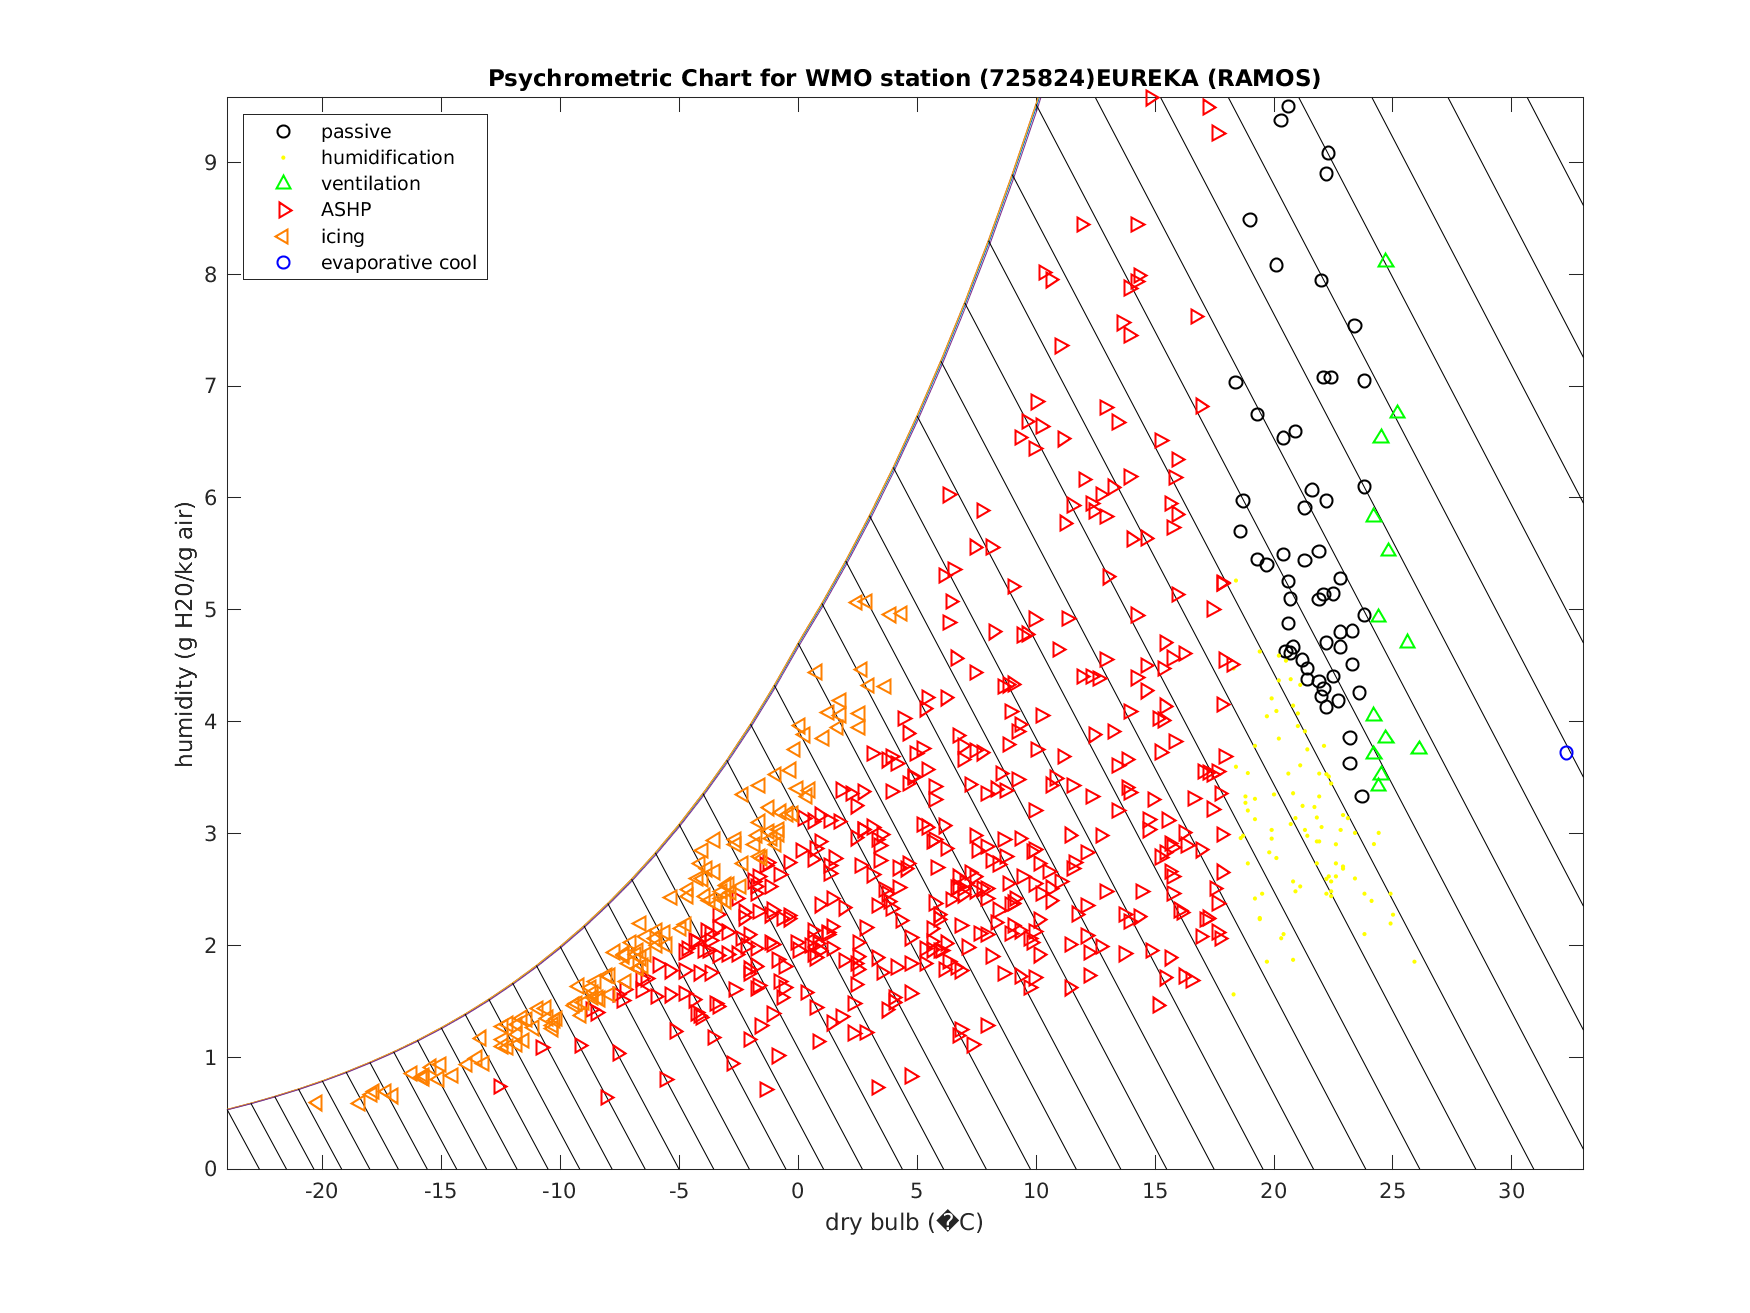 Psychrometric Chart for WMO station (725824)EUREKA (RAMOS)
passive
humidification
ventilation
ASHP
icing
evaporative cool
9
8
7
6
5
4
3
2
1
0
humidity (g H20/kg air)
-20 -15 -10 -5 0 5 10 15 20 25 30
dry bulb (�C)